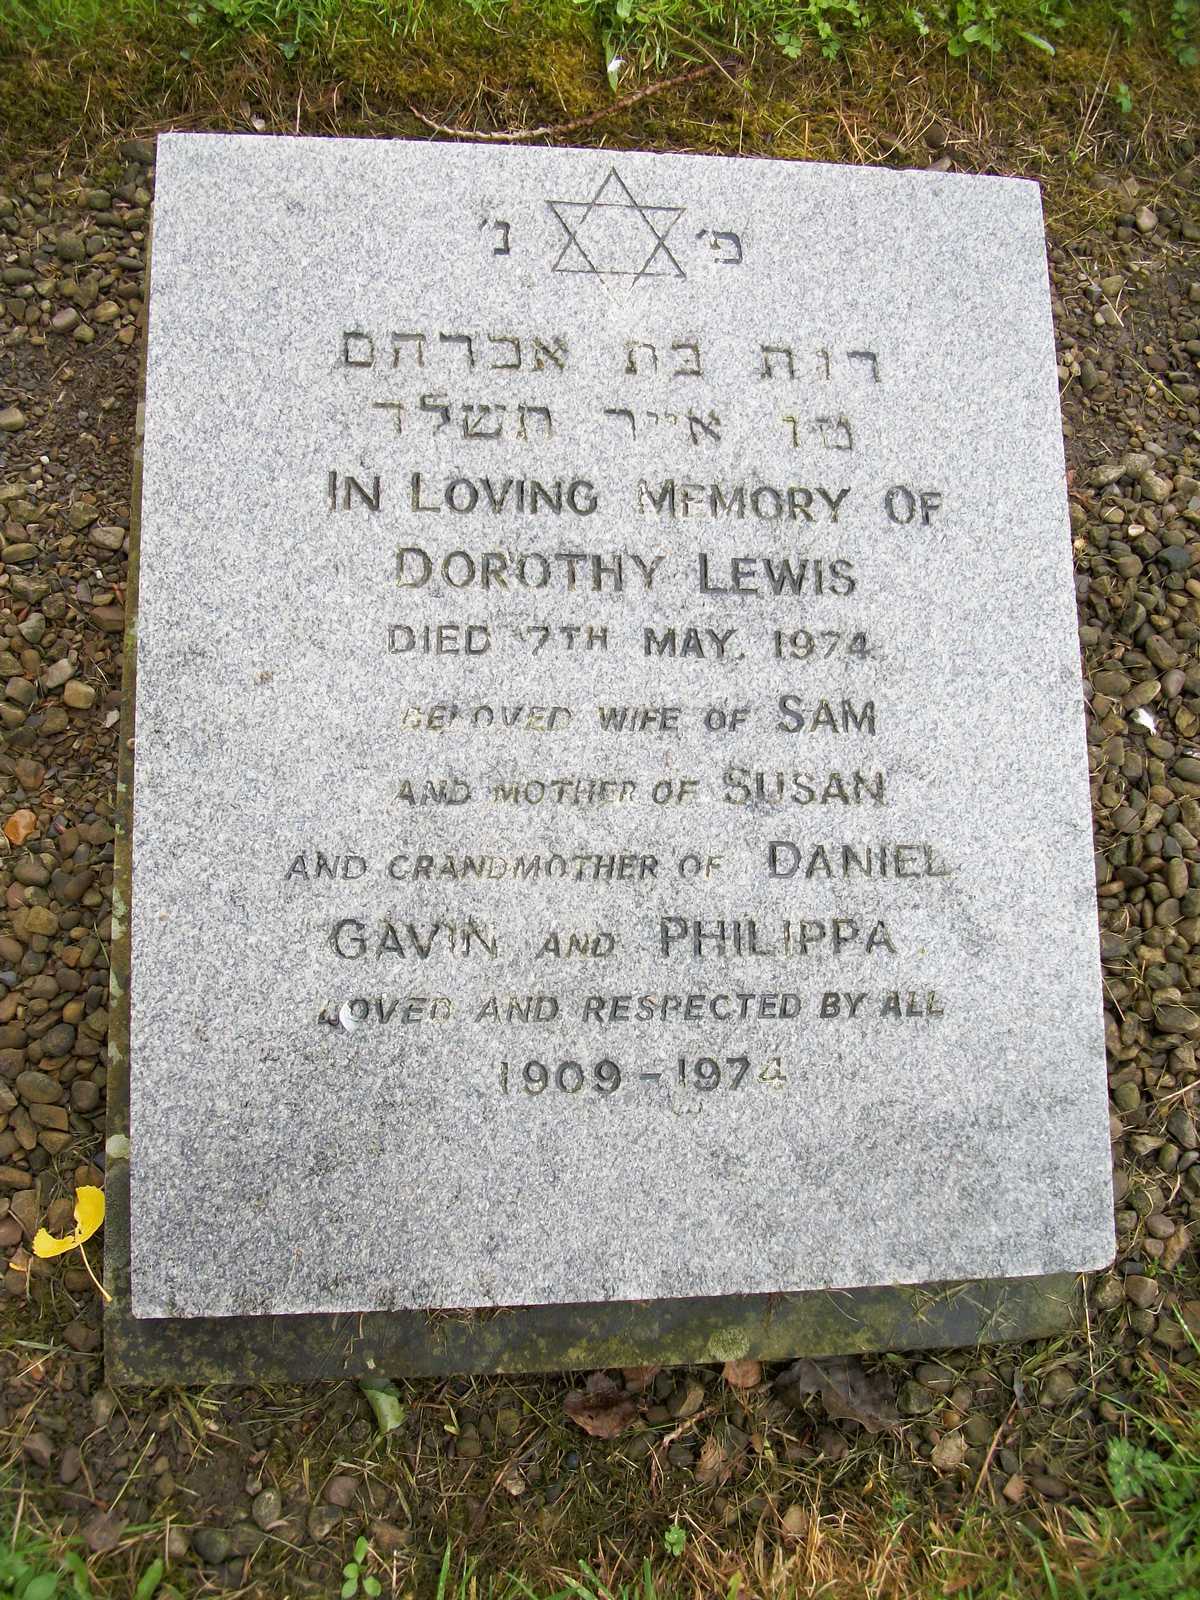 פ׳ נ׳
רות בת אברהם
טו אייר תשלד
IN LOVING MEMORY OF
DOROTHY LEWIS
DIED 7TH MAY. 1974
BELOVED WIFE OF SAM
AND MOTHER OF SUSAN
AND GRANDMOTHER OF DANIEL
GAVIN AND PHILIPPA.
LOVED AND RESPECTED BY ALL
1909-1974